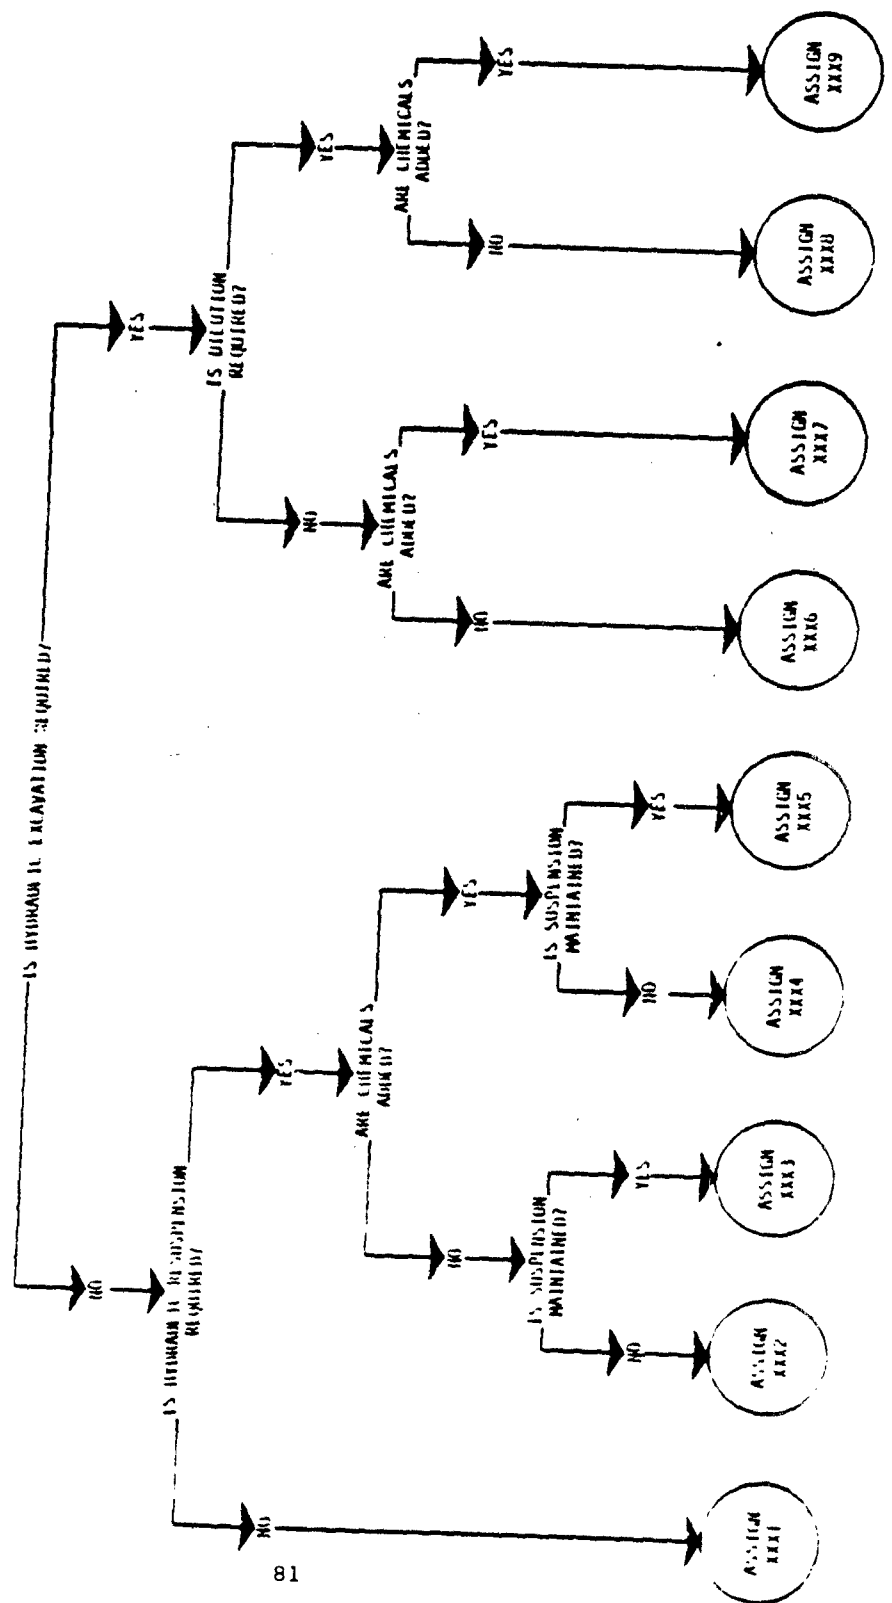 IS HYDRAULIC EXCAVATION REQUIRED?
NO
YES
IS HYDRAULIC RESUSPENSION
REQUIRED?
IS DILUTION
REQUIRED?
NO
YES
NO
YES
ARE CHEMICALS
ADDED?
ARE CHEMICALS
ADDED?
ARE CHEMICALS
ADDED?
NO
YES
NO
YES
NO
YES
IS SUSPENSION
MAINTAINED?
IS SUSPENSION
MAINTAINED?
NO
YES
NO
YES
ASSIGN
XXX1
ASSIGN
XXX2
ASSIGN
XXX3
ASSIGN
XXX4
ASSIGN
XXX5
ASSIGN
XXX6
ASSIGN
XXX7
ASSIGN
XXX8
ASSIGN
XXX9
81